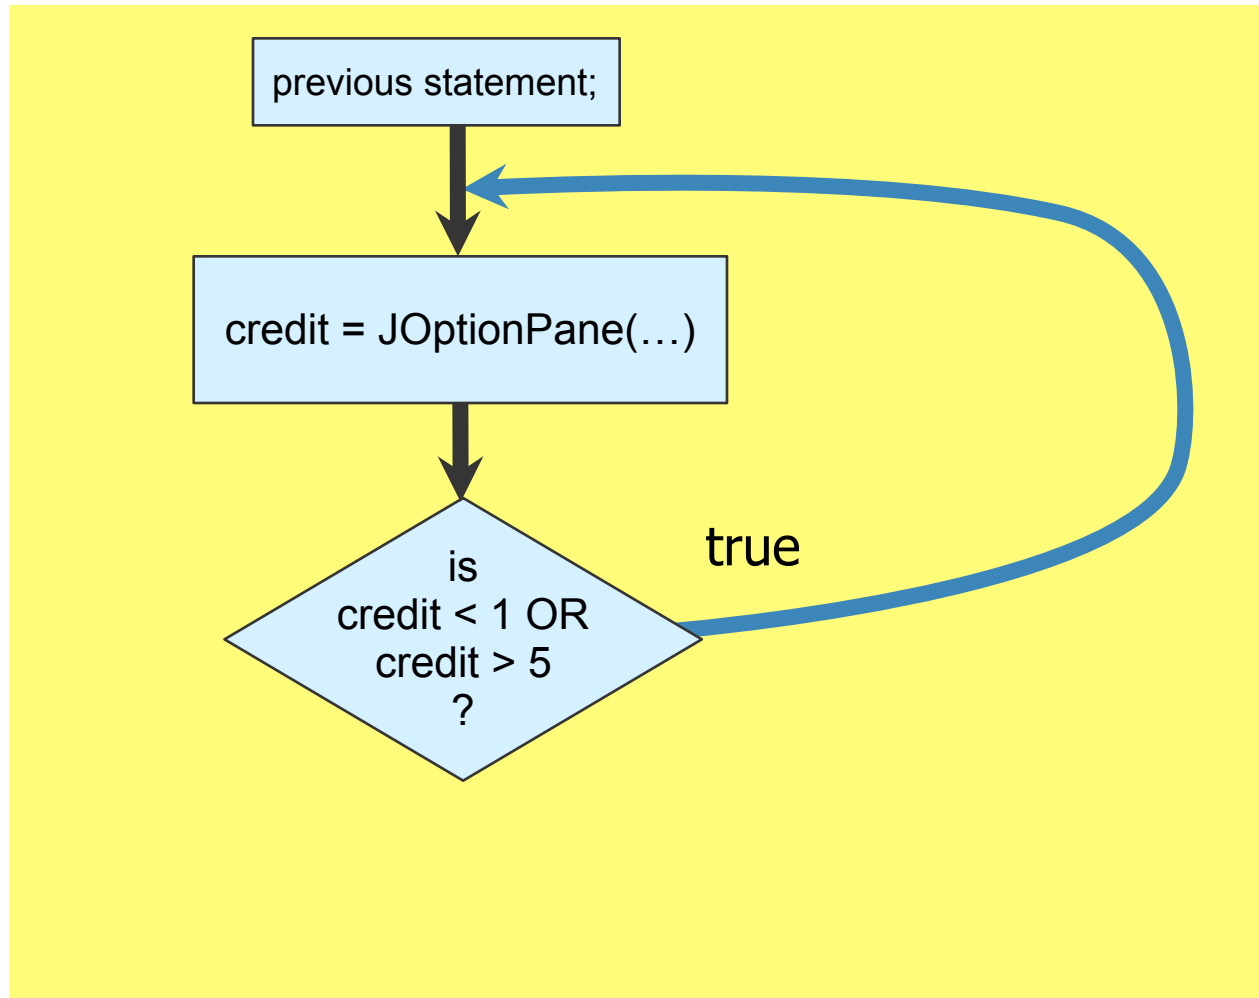 previous statement;
credit = JOptionPane(…)
is
credit < 1 OR
credit > 5
?
true